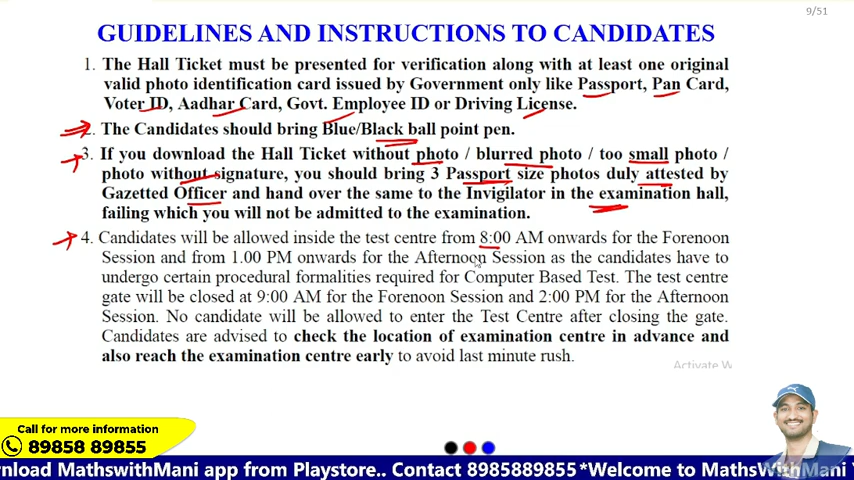 9/51
GUIDELINES AND INSTRUCTIONS TO CANDIDATES
1. The Hall Ticket must be presented for verification along with at least one original
valid photo identification card issued by Government only like Passport, Pan Card,
Voter ID, Aadhar Card, Govt. Employee ID or Driving License.
2. The Candidates should bring Blue/Black ball point pen.
3. If you download the Hall Ticket without photo / blurred photo / too small photo /
photo without signature, you should bring 3 Passport size photos duly attested by
Gazetted Officer and hand over the same to the Invigilator in the examination hall,
failing which you will not be admitted to the examination.
4. Candidates will be allowed inside the test centre from 8:00 AM onwards for the Forenoon
Session and from 1.00 PM onwards for the Afternoon Session as the candidates have to
undergo certain procedural formalities required for Computer Based Test. The test centre
gate will be closed at 9:00 AM for the Forenoon Session and 2:00 PM for the Afternoon
Session. No candidate will be allowed to enter the Test Centre after closing the gate.
Candidates are advised to check the location of examination centre in advance and
also reach the examination centre early to avoid last minute rush.
Activate W
Call for more information
89858 89855
wnload MathswithMani app from Playstore.. Contact 8985889855 *Welcome to MathsWithMani Y